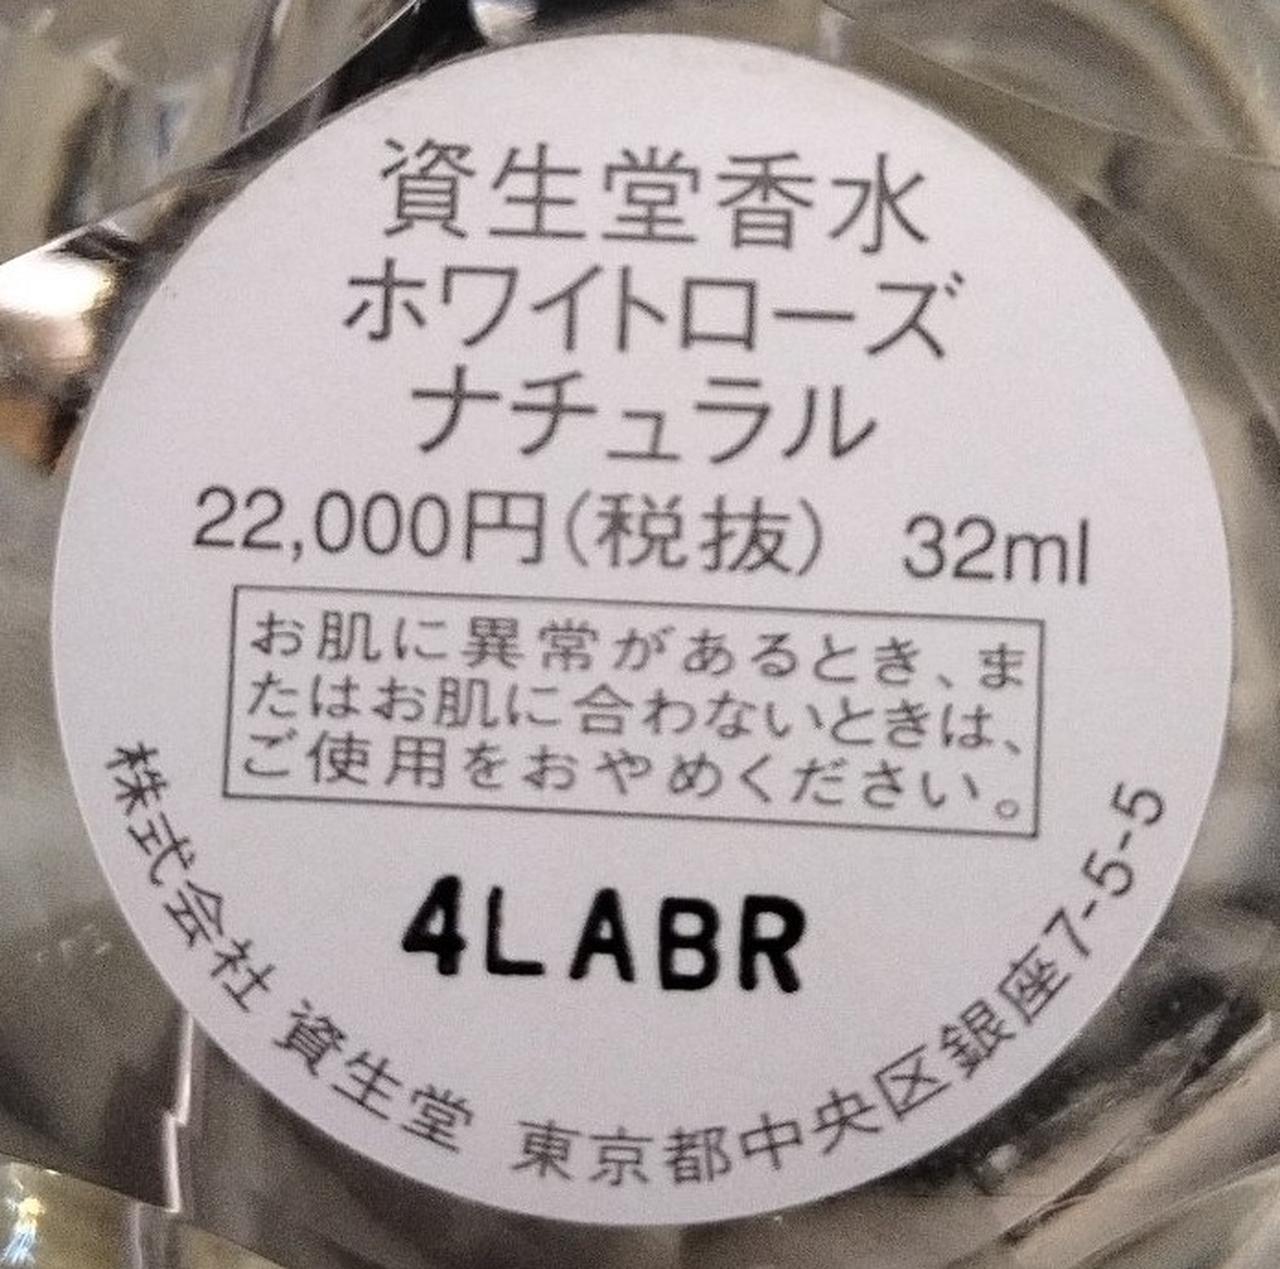 資生堂香水
ホワイトローズ
ナチュラル
22,000円(税抜) 32ml
お肌に異常があるとき、ま
たはお肌に合わないときは、
ご使用をおやめください。
4LABR
株式会社 資生堂 東京都中央区銀座7-5-5